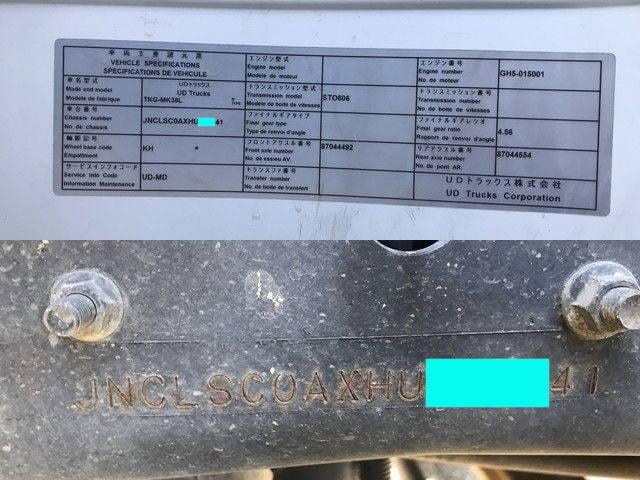 車両主要諸元票
VEHICLE SPECIFICATIONS
SPECIFICATIONS DE VEHICULE
車名型式
Made and model
Modele de fabrique
UDトラックス
UD Trucks
TKG-MK38L
車台番号
Chassis number
No. de chassis
JNCLSC0AXHU 41
軸距記号
Wheel base code
Empattment
KH *
サービスインフォコード
Service info Code
Information Maintenance
UD-MD
エンジン型式
Engine model
Modele de moteur
トランスミッション型式
Transmission model
Modele de boite de vitesses
STO606
ファイナルギアタイプ
Final gear type
Type de renvoi d'angle
フロントアクスル番号
Front axle number
No. de essieu AV.
87044492
トランスファ番号
Transfer number
No. de boite de transfert
エンジン番号
Engine number
No. de moteur
GH5-015001
トランスミッション番号
Transmission number
No. de boite de vitesses
ファイナルギアレシオ
Final gear ratio
Rapport de renvoi d'angle
4.56
リアアクスル番号
Rear axle number
No. de pent AR.
87044554
UDトラックス株式会社
UD Trucks Corporation
JNCLSC0AXHU 41